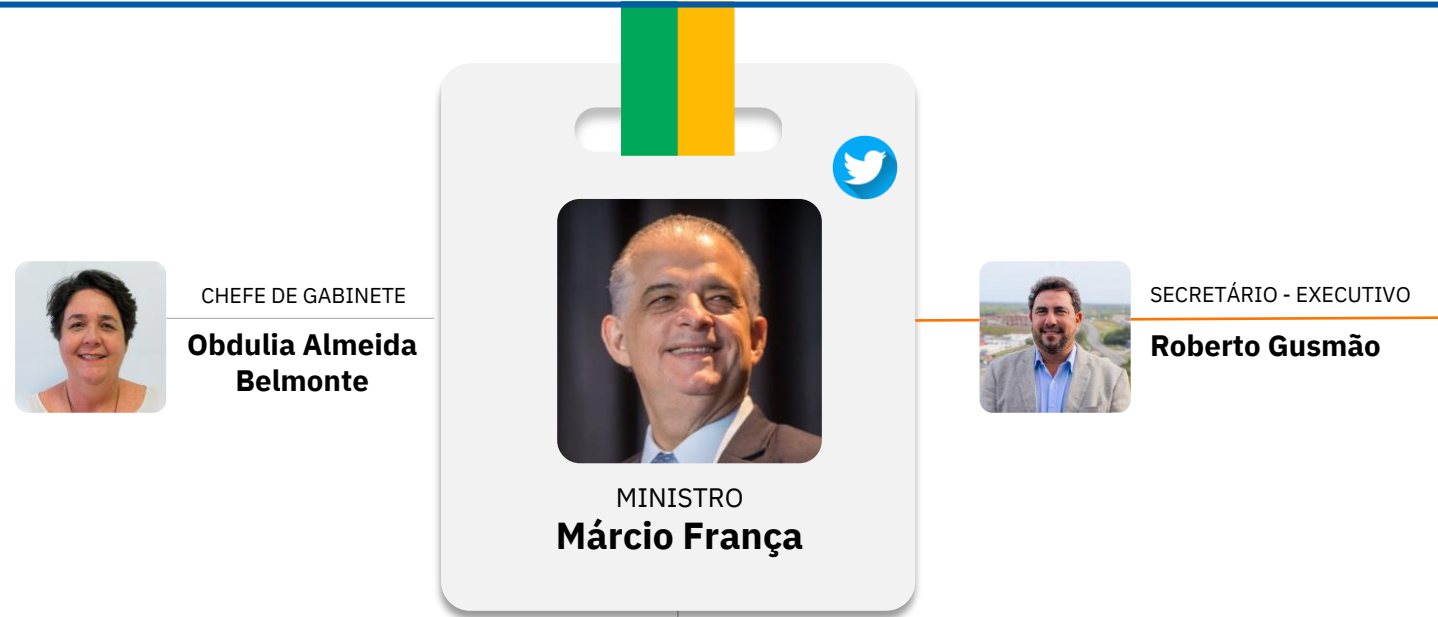 CHEFE DE GABINETE
Obdulia Almeida
Belmonte
MINISTRO
Márcio França
SECRETÁRIO - EXECUTIVO
Roberto Gusmão